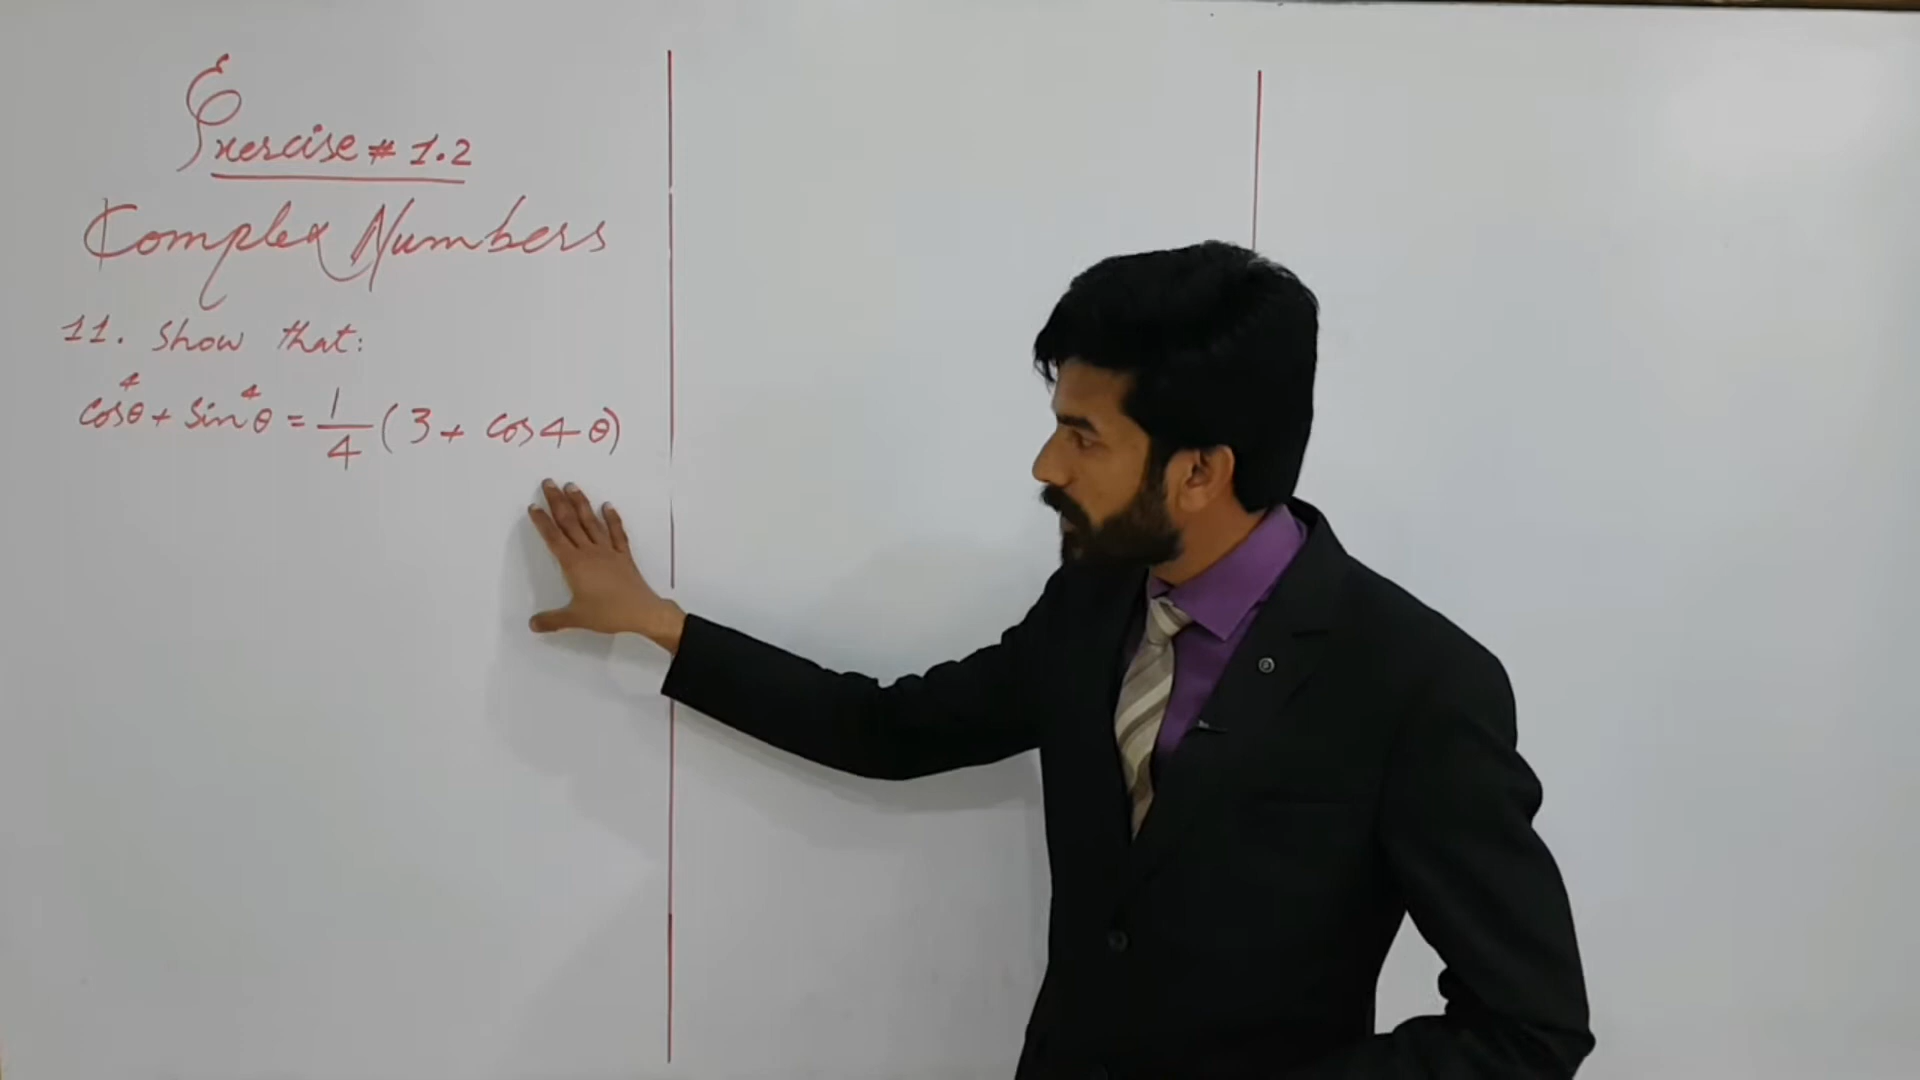 Exercise # 1.2
Complex Numbers
11. Show that:
cos⁴θ + Sin⁴θ = 1/4 (3 + cos4θ)